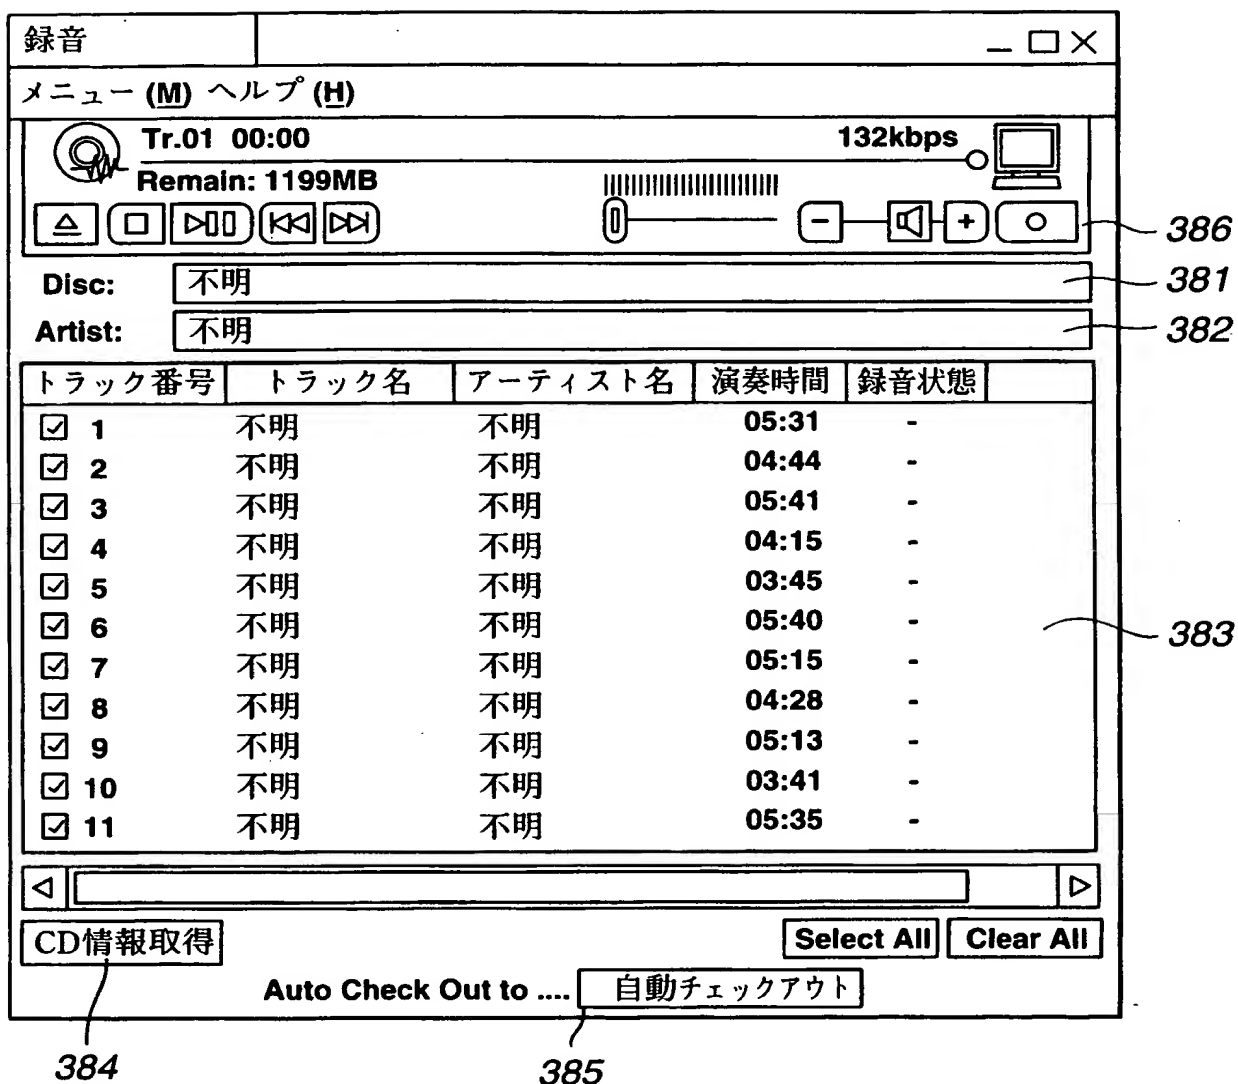 録音
メニュー (M) ヘルプ (H)
Tr.01 00:00 132kbps
Remain: 1199MB
386
Disc: 不明 381
Artist: 不明 382
トラック番号 トラック名 アーティスト名 演奏時間 録音状態
1 不明 不明 05:31 -
2 不明 不明 04:44 -
3 不明 不明 05:41 -
4 不明 不明 04:15 -
5 不明 不明 03:45 -
6 不明 不明 05:40 -
383
7 不明 不明 05:15 -
8 不明 不明 04:28 -
9 不明 不明 05:13 -
10 不明 不明 03:41 -
11 不明 不明 05:35 -
CD情報取得 Select All Clear All
Auto Check Out to .... 自動チェックアウト
384 385